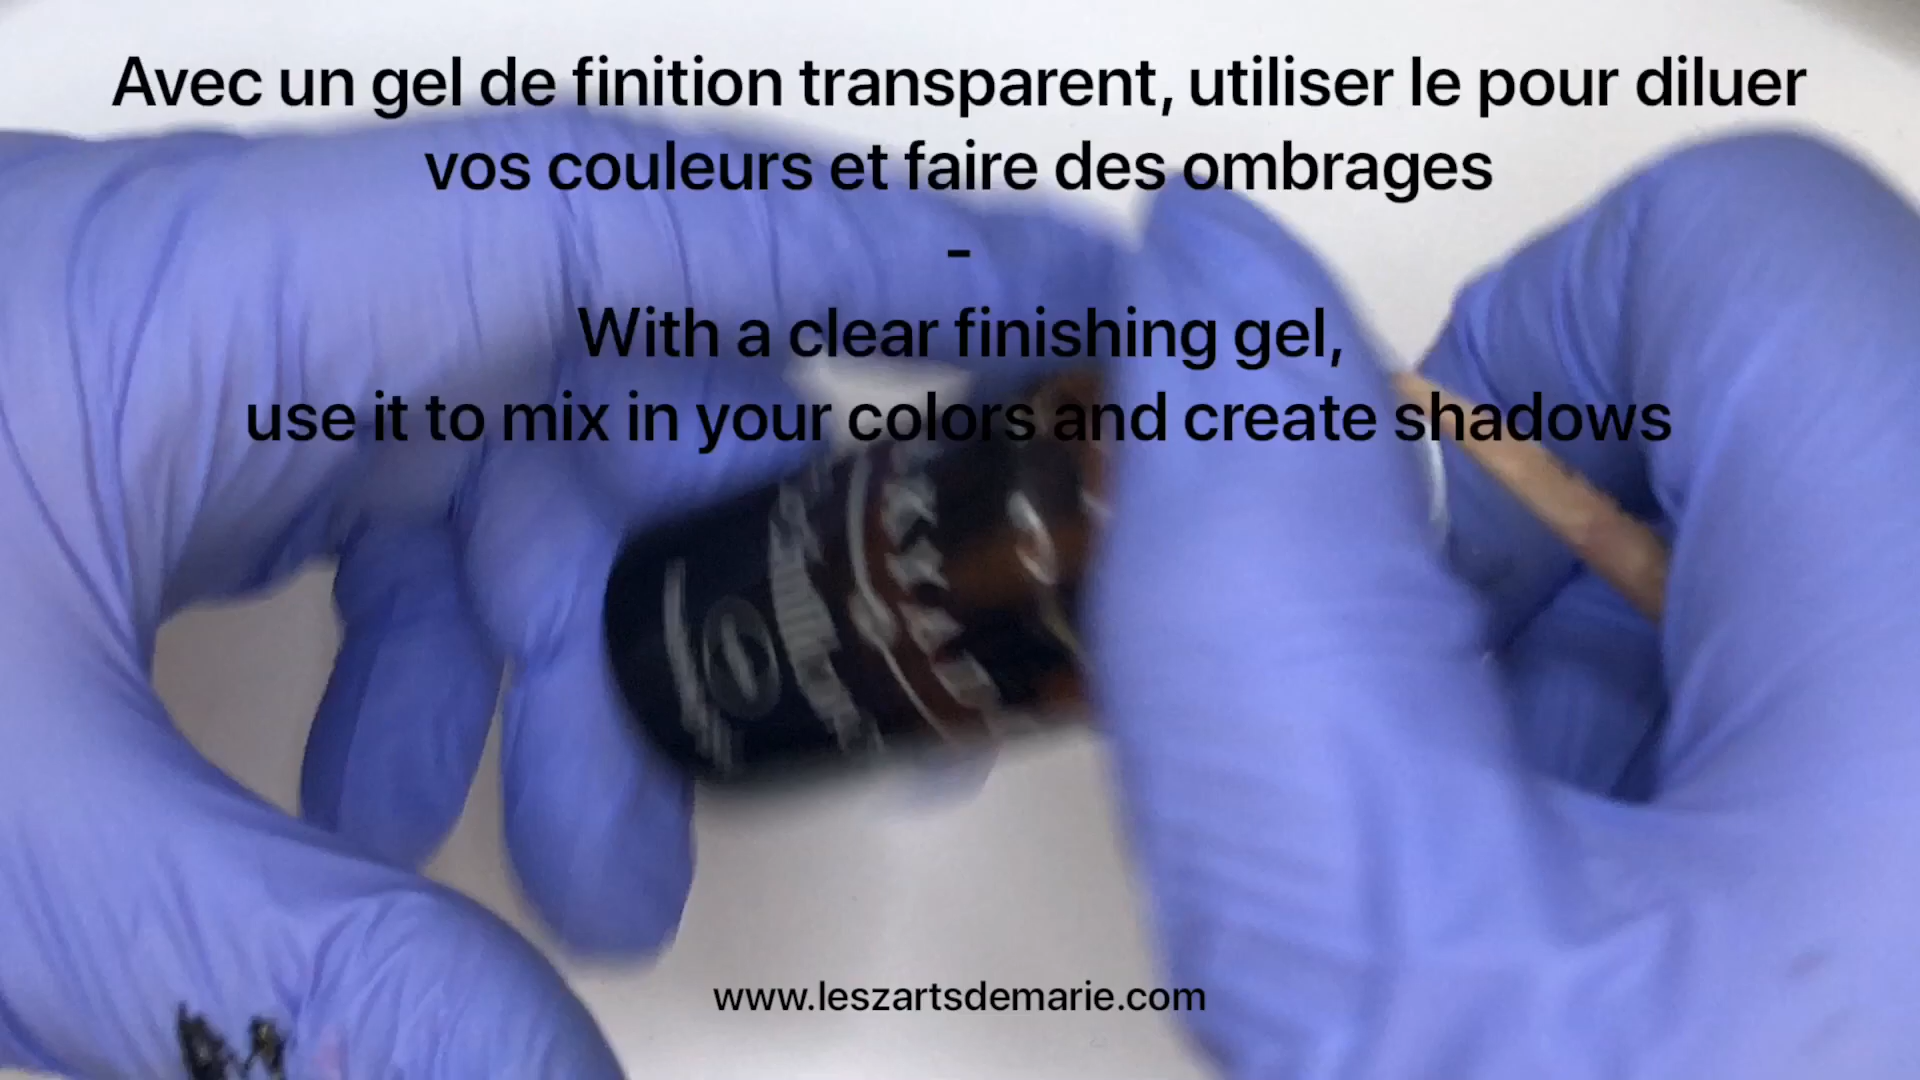 Avec un gel de finition transparent, utiliser le pour diluer
vos couleurs et faire des ombrages
-
With a clear finishing gel,
use it to mix in your colors and create shadows
www.leszartsdemarie.com